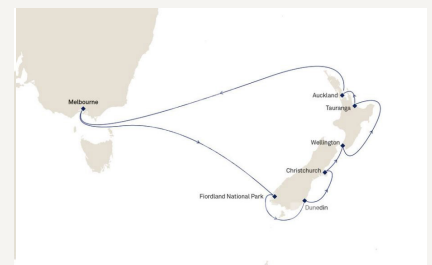 Auckland
Melbourne
Tauranga
Wellington
Christchurch
Fiordland National Park
Dunedin